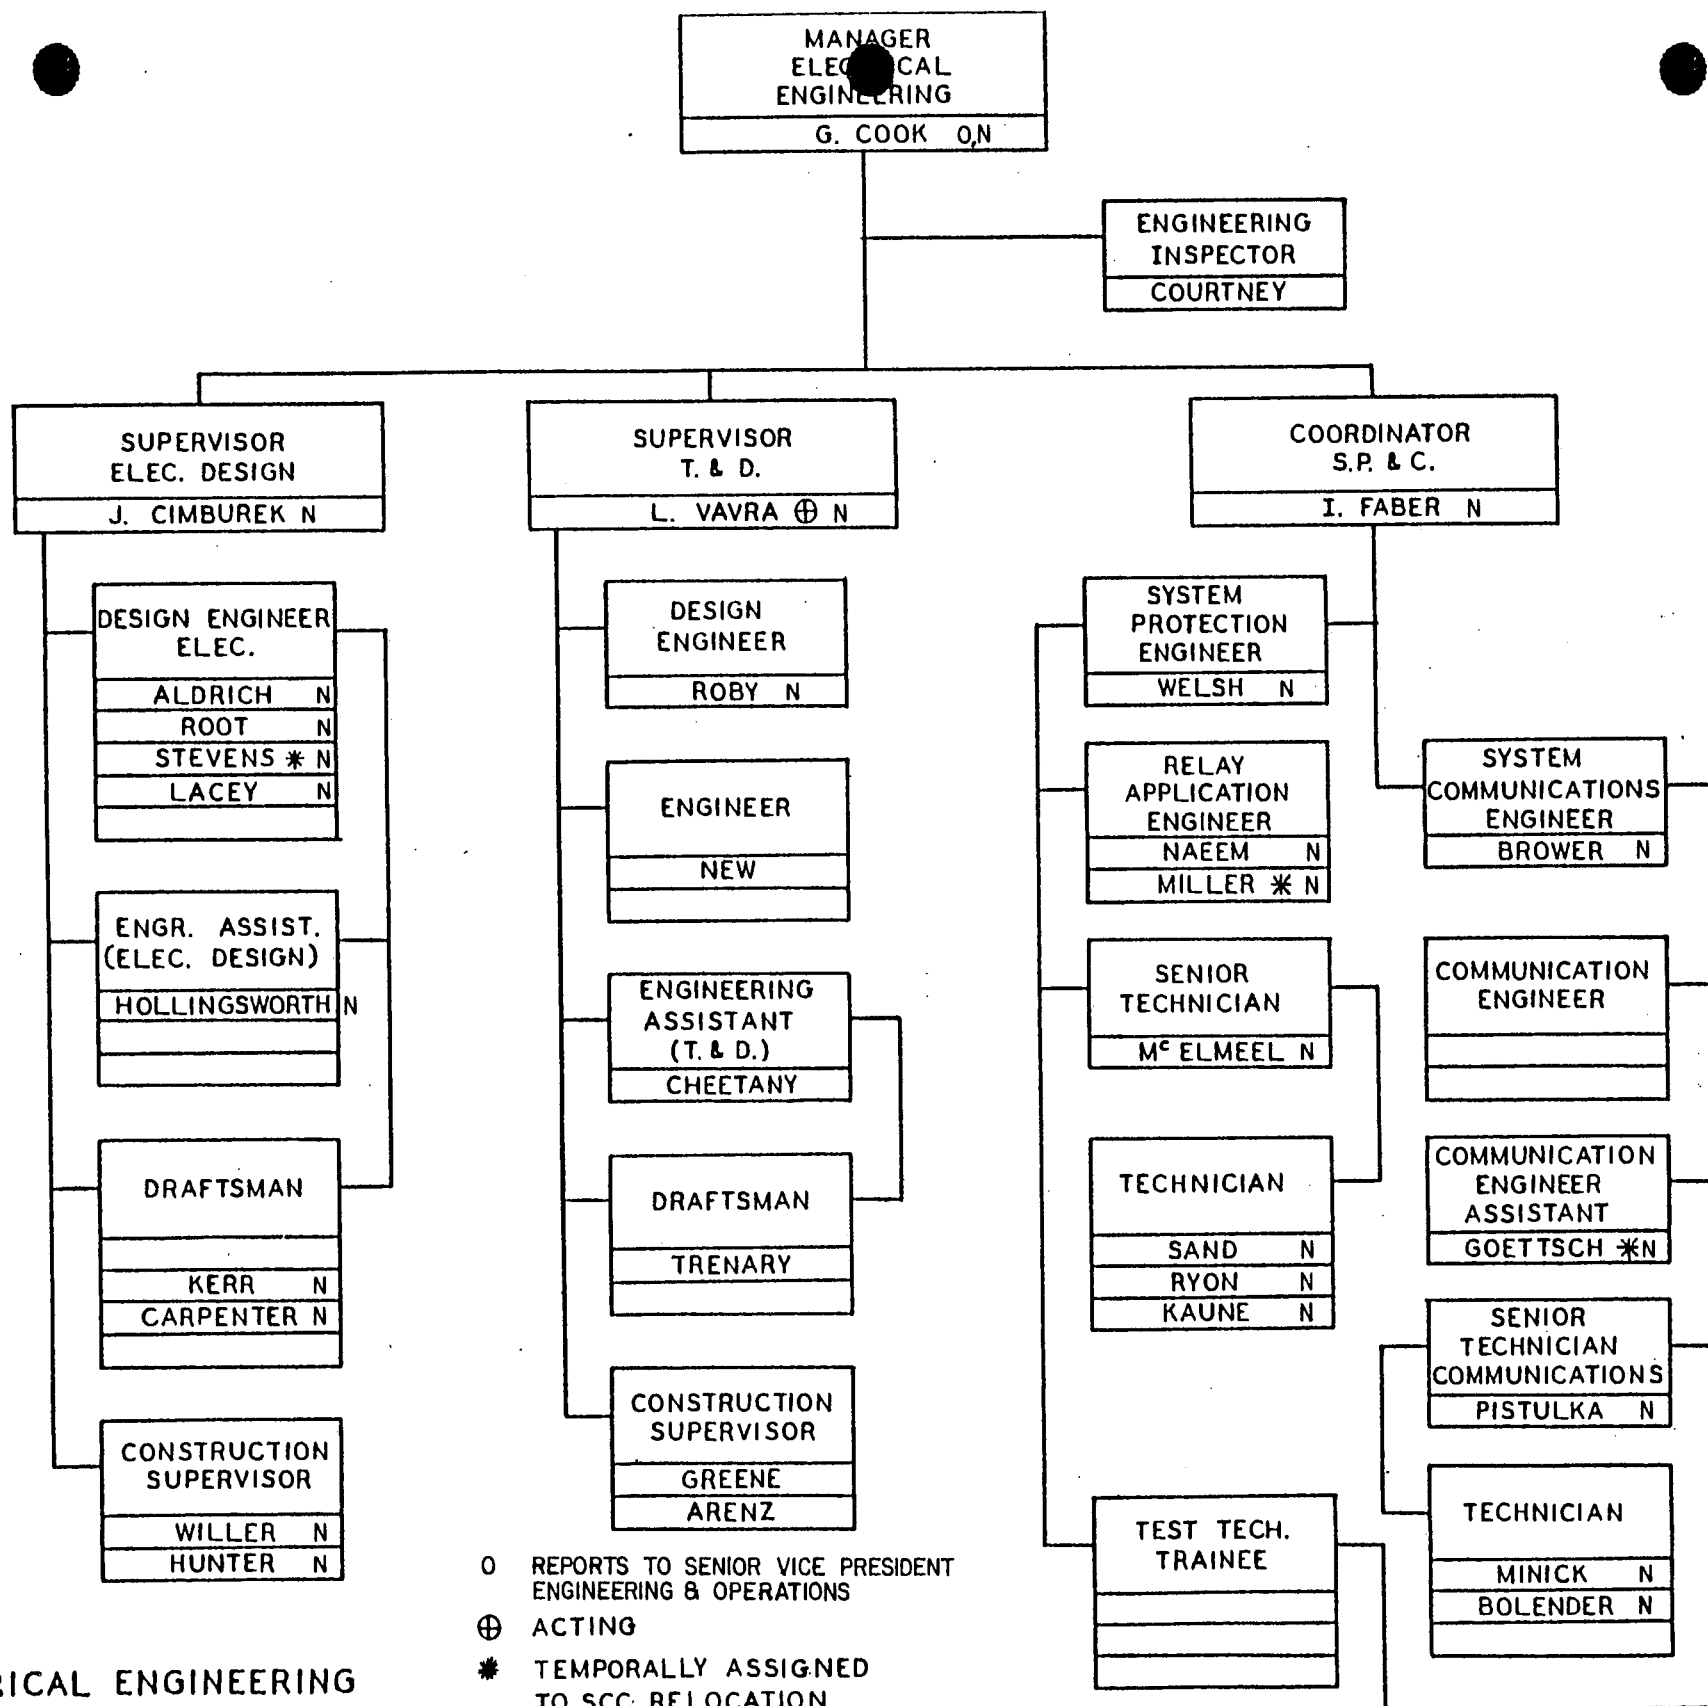 MANAGER
ELECTRICAL
ENGINEERING
G. COOK O,N
ENGINEERING
INSPECTOR
COURTNEY
SUPERVISOR
ELEC. DESIGN
J. CIMBUREK N
DESIGN ENGINEER
ELEC.
ALDRICH N
ROOT N
STEVENS * N
LACEY N
ENGR. ASSIST.
(ELEC. DESIGN)
HOLLINGSWORTH N
DRAFTSMAN
KERR N
CARPENTER N
CONSTRUCTION
SUPERVISOR
WILLER N
HUNTER N
SUPERVISOR
T. & D.
L. VAVRA ⊕ N
DESIGN
ENGINEER
ROBY N
ENGINEER
NEW
ENGINEERING
ASSISTANT
(T. & D.)
CHEETANY
DRAFTSMAN
TRENARY
CONSTRUCTION
SUPERVISOR
GREENE
ARENZ
COORDINATOR
S.P. & C.
I. FABER N
SYSTEM
PROTECTION
ENGINEER
WELSH N
RELAY
APPLICATION
ENGINEER
NAEEM N
MILLER * N
SENIOR
TECHNICIAN
Mc ELMEEL N
TECHNICIAN
SAND N
RYON N
KAUNE N
TEST TECH.
TRAINEE
SYSTEM
COMMUNICATIONS
ENGINEER
BROWER N
COMMUNICATION
ENGINEER
COMMUNICATION
ENGINEER
ASSISTANT
GOETTSCH *N
SENIOR
TECHNICIAN
COMMUNICATIONS
PISTULKA N
TECHNICIAN
MINICK N
BOLENDER N
O REPORTS TO SENIOR VICE PRESIDENT
ENGINEERING & OPERATIONS
⊕ ACTING
* TEMPORALLY ASSIGNED
TO SCC RELOCATION
RICAL ENGINEERING